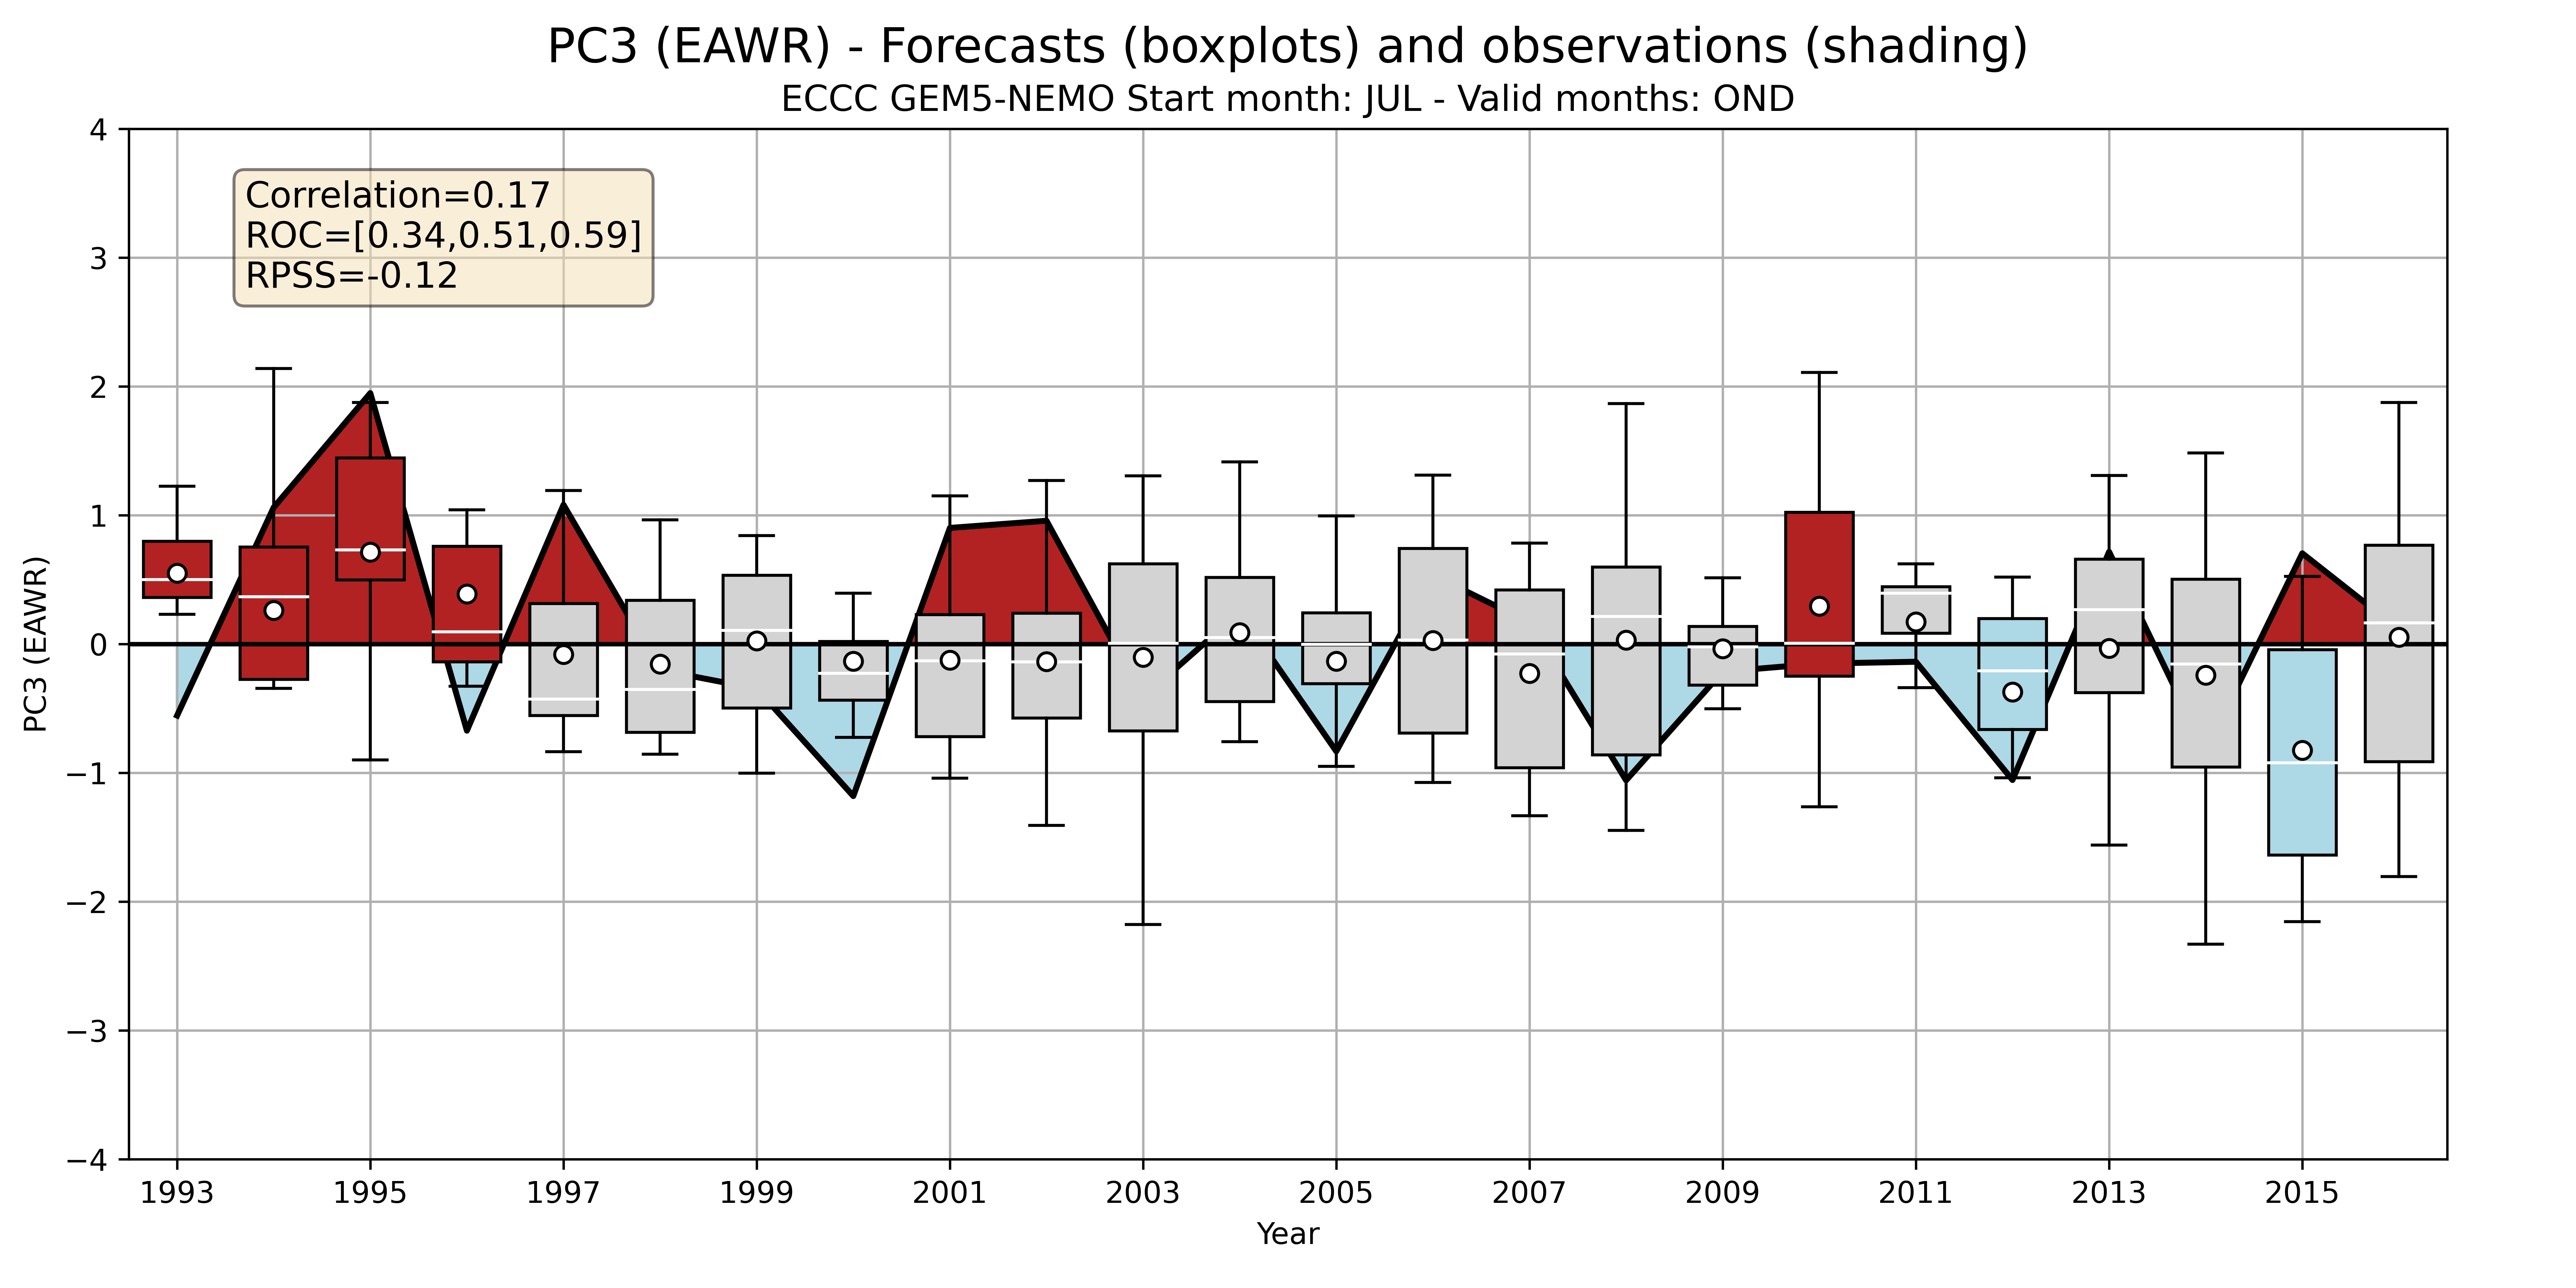 PC3 (EAWR) - Forecasts (boxplots) and observations (shading)
ECCC GEM5-NEMO Start month: JUL - Valid months: OND
Correlation=0.17
ROC=[0.34,0.51,0.59]
RPSS=-0.12
PC3 (EAWR)
4
3
2
1
0
−1
−2
−3
−4
1993 1995 1997 1999 2001 2003 2005 2007 2009 2011 2013 2015
Year